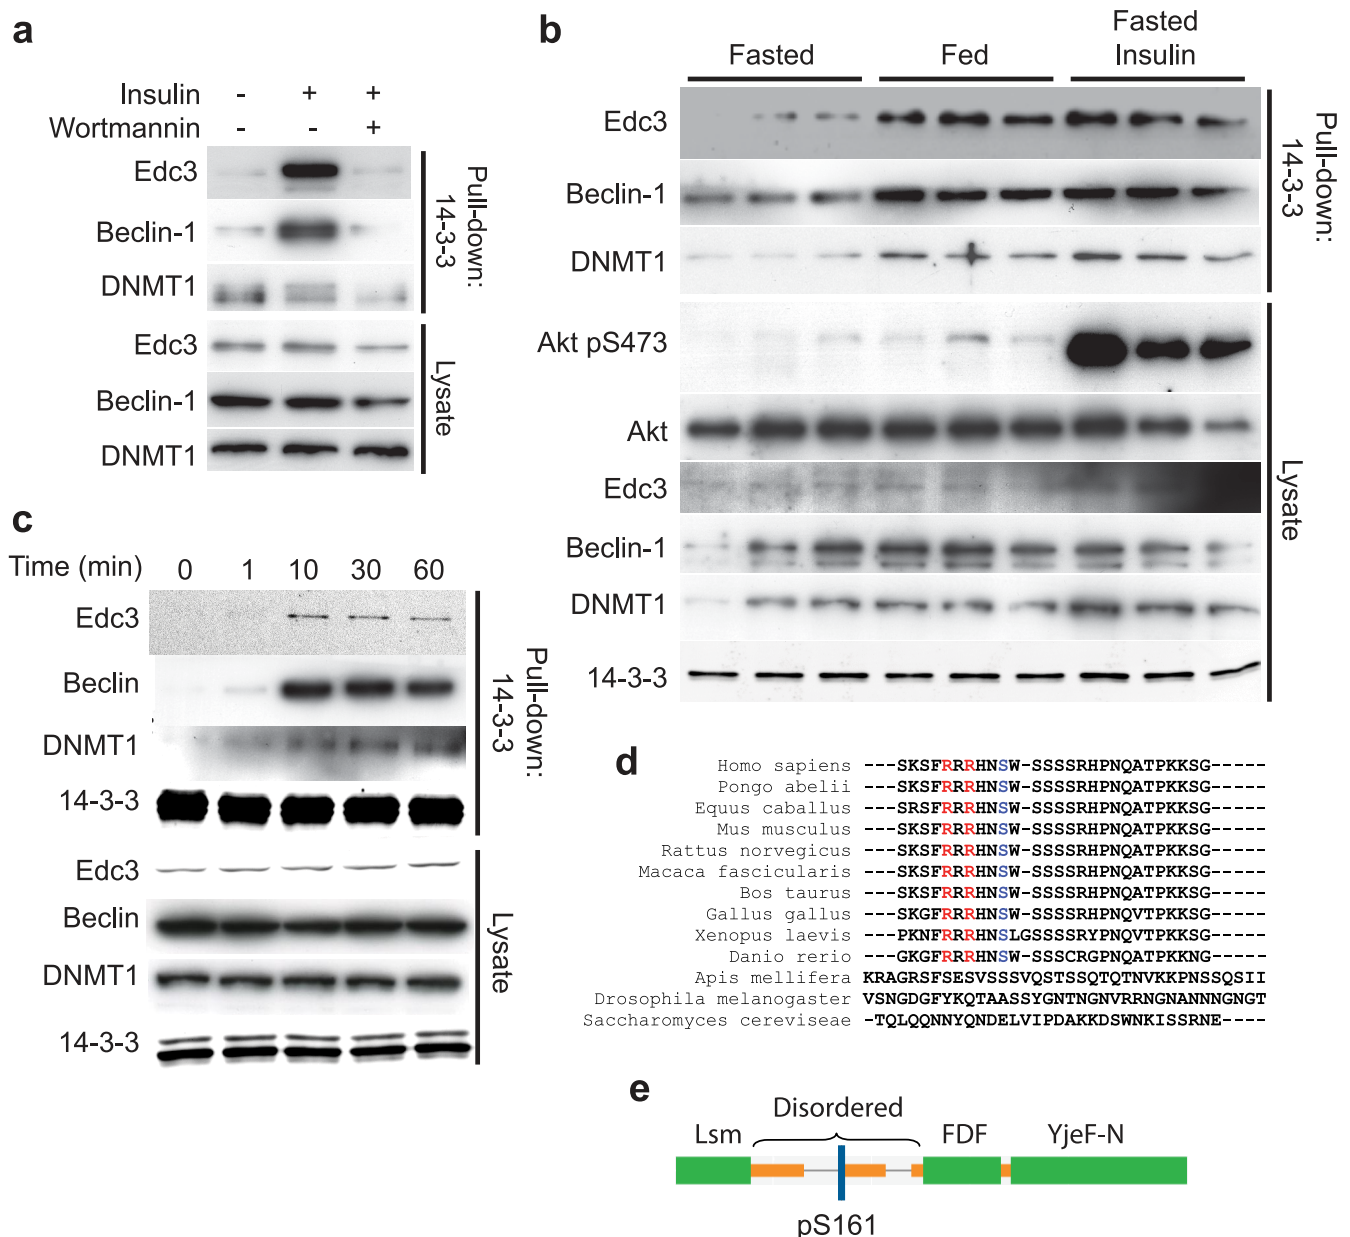 a
Insulin - + +
Wortmannin - - +
Edc3
Beclin-1
DNMT1
Pull-down:
14-3-3
Edc3
Beclin-1
DNMT1
Lysate
b
Fasted Fed Fasted
Insulin
Edc3
Beclin-1
DNMT1
Pull-down:
14-3-3
Akt pS473
Akt
Edc3
Beclin-1
DNMT1
14-3-3
Lysate
c
Time (min) 0 1 10 30 60
Edc3
Beclin
DNMT1
14-3-3
Pull-down:
14-3-3
Edc3
Beclin
DNMT1
14-3-3
Lysate
d
Homo sapiens ---SKSFRRRHNSW-SSSSRHPNQATPKKSG-----
Pongo abelii ---SKSFRRRHNSW-SSSSRHPNQATPKKSG-----
Equus caballus ---SRSFRRRHNSW-SSSSRHPNQATPKKSG-----
Mus musculus ---SKSFRRRHNSW-SSSSRHPNQATPKKSG-----
Rattus norvegicus ---SKSFRRRHNSW-SSSSRHPNQATPKKSG-----
Macaca fascicularis ---SKSFRRRHNSW-SSSSRHPNQATPKKSG-----
Bos taurus ---SKSFRRRHNSW-SSSSRHPNQATPKKSG-----
Gallus gallus ---SKGFRRRHNSW-SSSSRHPNQVTPKKSG-----
Xenopus laevis ---PKNFRRRHNSLGSSSSRYPNQVTPKKSG-----
Danio rerio ---GKGFRRRHNSW-SSSCRGPNQATPKKNG-----
Apis mellifera KRAGRSFSESVSSSVQSTSSQTQTNVKKPNSSQSII
Drosophila melanogaster VSNGDGFYKQTAASSYGNTNGNVRRNGNANNNGNGT
Saccharomyces cereviseae -TQLQQNNYQNDELVIPDAKKDSWNKISSRNE----
e
Disordered
Lsm FDF YjeF-N
pS161